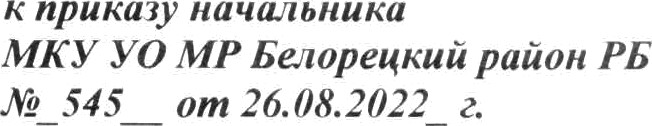 к приказу начальника
МКУ УО МР Белорецкий район РБ
№_545__ от 26.08.2022_ г.